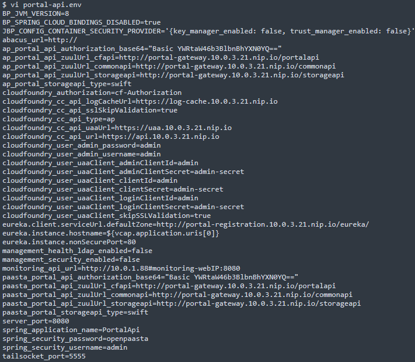 $ vi portal-api.env
BP_JVM_VERSION=8
BP_SPRING_CLOUD_BINDINGS_DISABLED=true
JBP_CONFIG_CONTAINER_SECURITY_PROVIDER='{key_manager_enabled: false, trust_manager_enabled: false}'
abacus_url=http://
ap_portal_api_authorization_base64="Basic YWRtaW46b3BlbnBhYXN0YQ=="
ap_portal_api_zuulUrl_cfapi=http://portal-gateway.10.0.3.21.nip.io/portalapi
ap_portal_api_zuulUrl_commonapi=http://portal-gateway.10.0.3.21.nip.io/commonapi
ap_portal_api_zuulUrl_storageapi=http://portal-gateway.10.0.3.21.nip.io/storageapi
ap_portal_storageapi_type=swift
cloudfoundry_authorization=cf-Authorization
cloudfoundry_cc_api_logCacheUrl=https://log-cache.10.0.3.21.nip.io
cloudfoundry_cc_api_sslSkipValidation=true
cloudfoundry_cc_api_type=ap
cloudfoundry_cc_api_uaaUrl=https://uaa.10.0.3.21.nip.io
cloudfoundry_cc_api_url=https://api.10.0.3.21.nip.io
cloudfoundry_user_admin_password=admin
cloudfoundry_user_admin_username=admin
cloudfoundry_user_uaaClient_adminClientId=admin
cloudfoundry_user_uaaClient_adminClientSecret=admin-secret
cloudfoundry_user_uaaClient_clientId=admin
cloudfoundry_user_uaaClient_clientSecret=admin-secret
cloudfoundry_user_uaaClient_loginClientId=admin
cloudfoundry_user_uaaClient_loginClientSecret=admin-secret
cloudfoundry_user_uaaClient_skipSSLValidation=true
eureka.client.serviceUrl.defaultZone=http://portal-registration.10.0.3.21.nip.io/eureka/
eureka.instance.hostname=${vcap.application.uris[0]}
eureka.instance.nonSecurePort=80
management_health_ldap_enabled=false
management_security_enabled=false
monitoring_api_url=http://10.0.1.88#monitoring-webIP:8080
paasta_portal_api_authorization_base64="Basic YWRtaW46b3BlbnBhYXN0YQ=="
paasta_portal_api_zuulUrl_cfapi=http://portal-gateway.10.0.3.21.nip.io/portalapi
paasta_portal_api_zuulUrl_commonapi=http://portal-gateway.10.0.3.21.nip.io/commonapi
paasta_portal_api_zuulUrl_storageapi=http://portal-gateway.10.0.3.21.nip.io/storageapi
paasta_portal_storageapi_type=swift
server_port=8080
spring_application_name=PortalApi
spring_security_password=openpaasta
spring_security_username=admin
tailsocket_port=5555